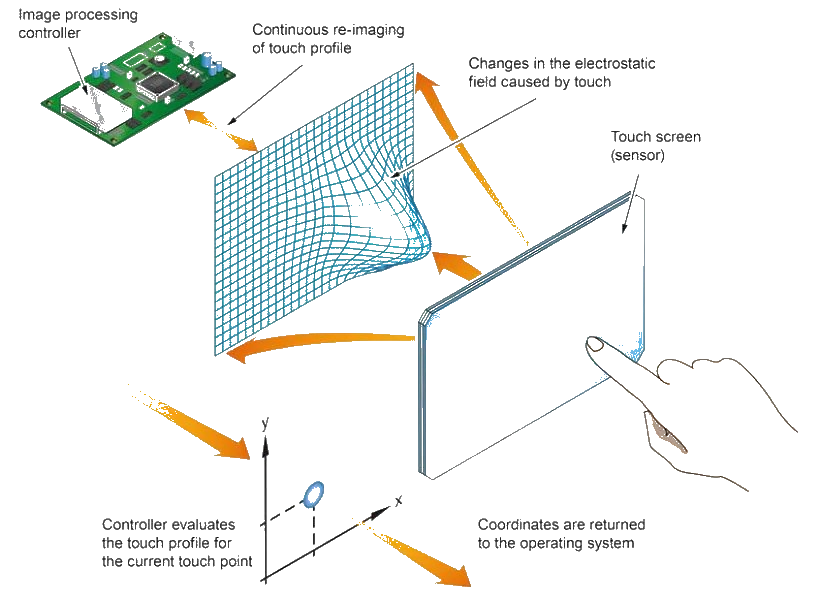 Image processing
controller
Continuous re-imaging
of touch profile
Changes in the electrostatic
field caused by touch
Touch screen
(sensor)
y
x
Controller evaluates
the touch profile for
the current touch point
Coordinates are returned
to the operating system